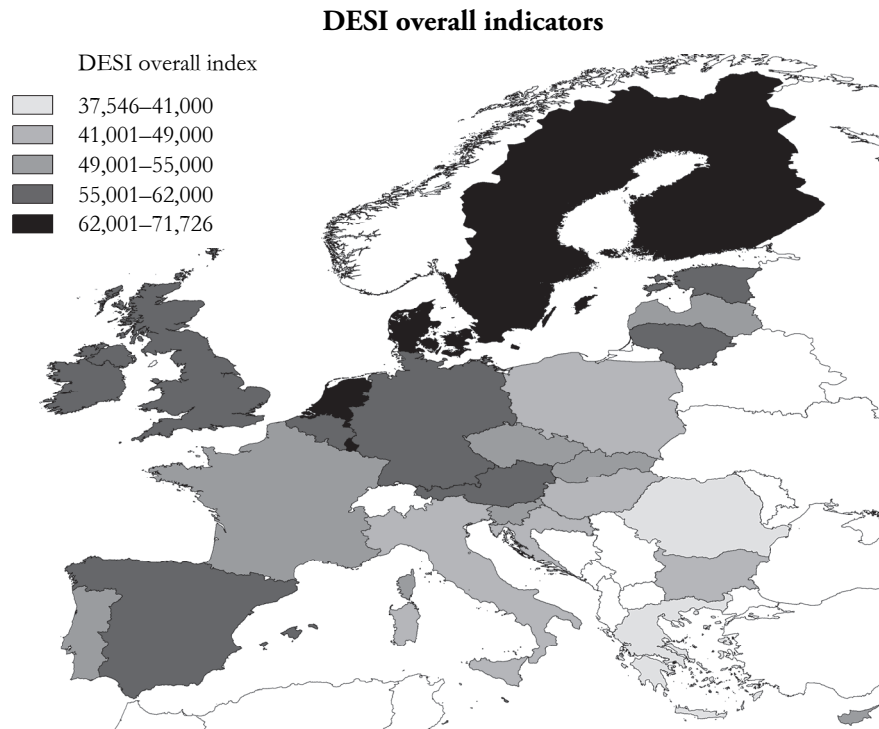 DESI overall indicators
DESI overall index
37,546–41,000
41,001–49,000
49,001–55,000
55,001–62,000
62,001–71,726